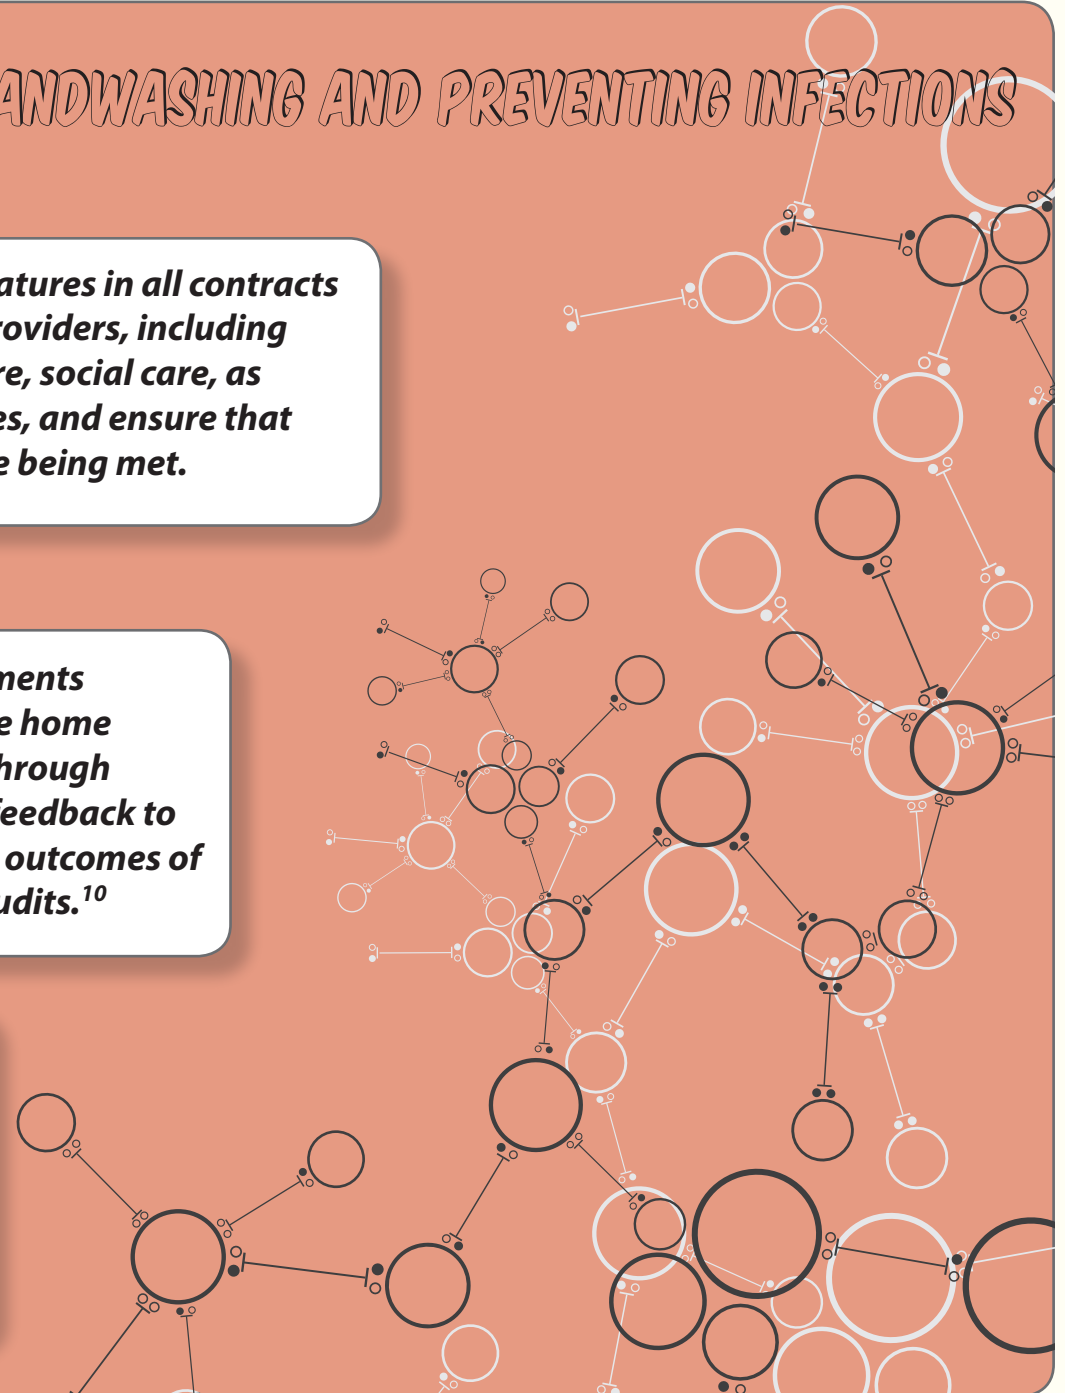 ANDWASHING AND PREVENTING INFECTIONS
atures in all contracts
roviders, including
re, social care, as
es, and ensure that
e being met.
ments
e home
hrough
feedback to
outcomes of
udits.10